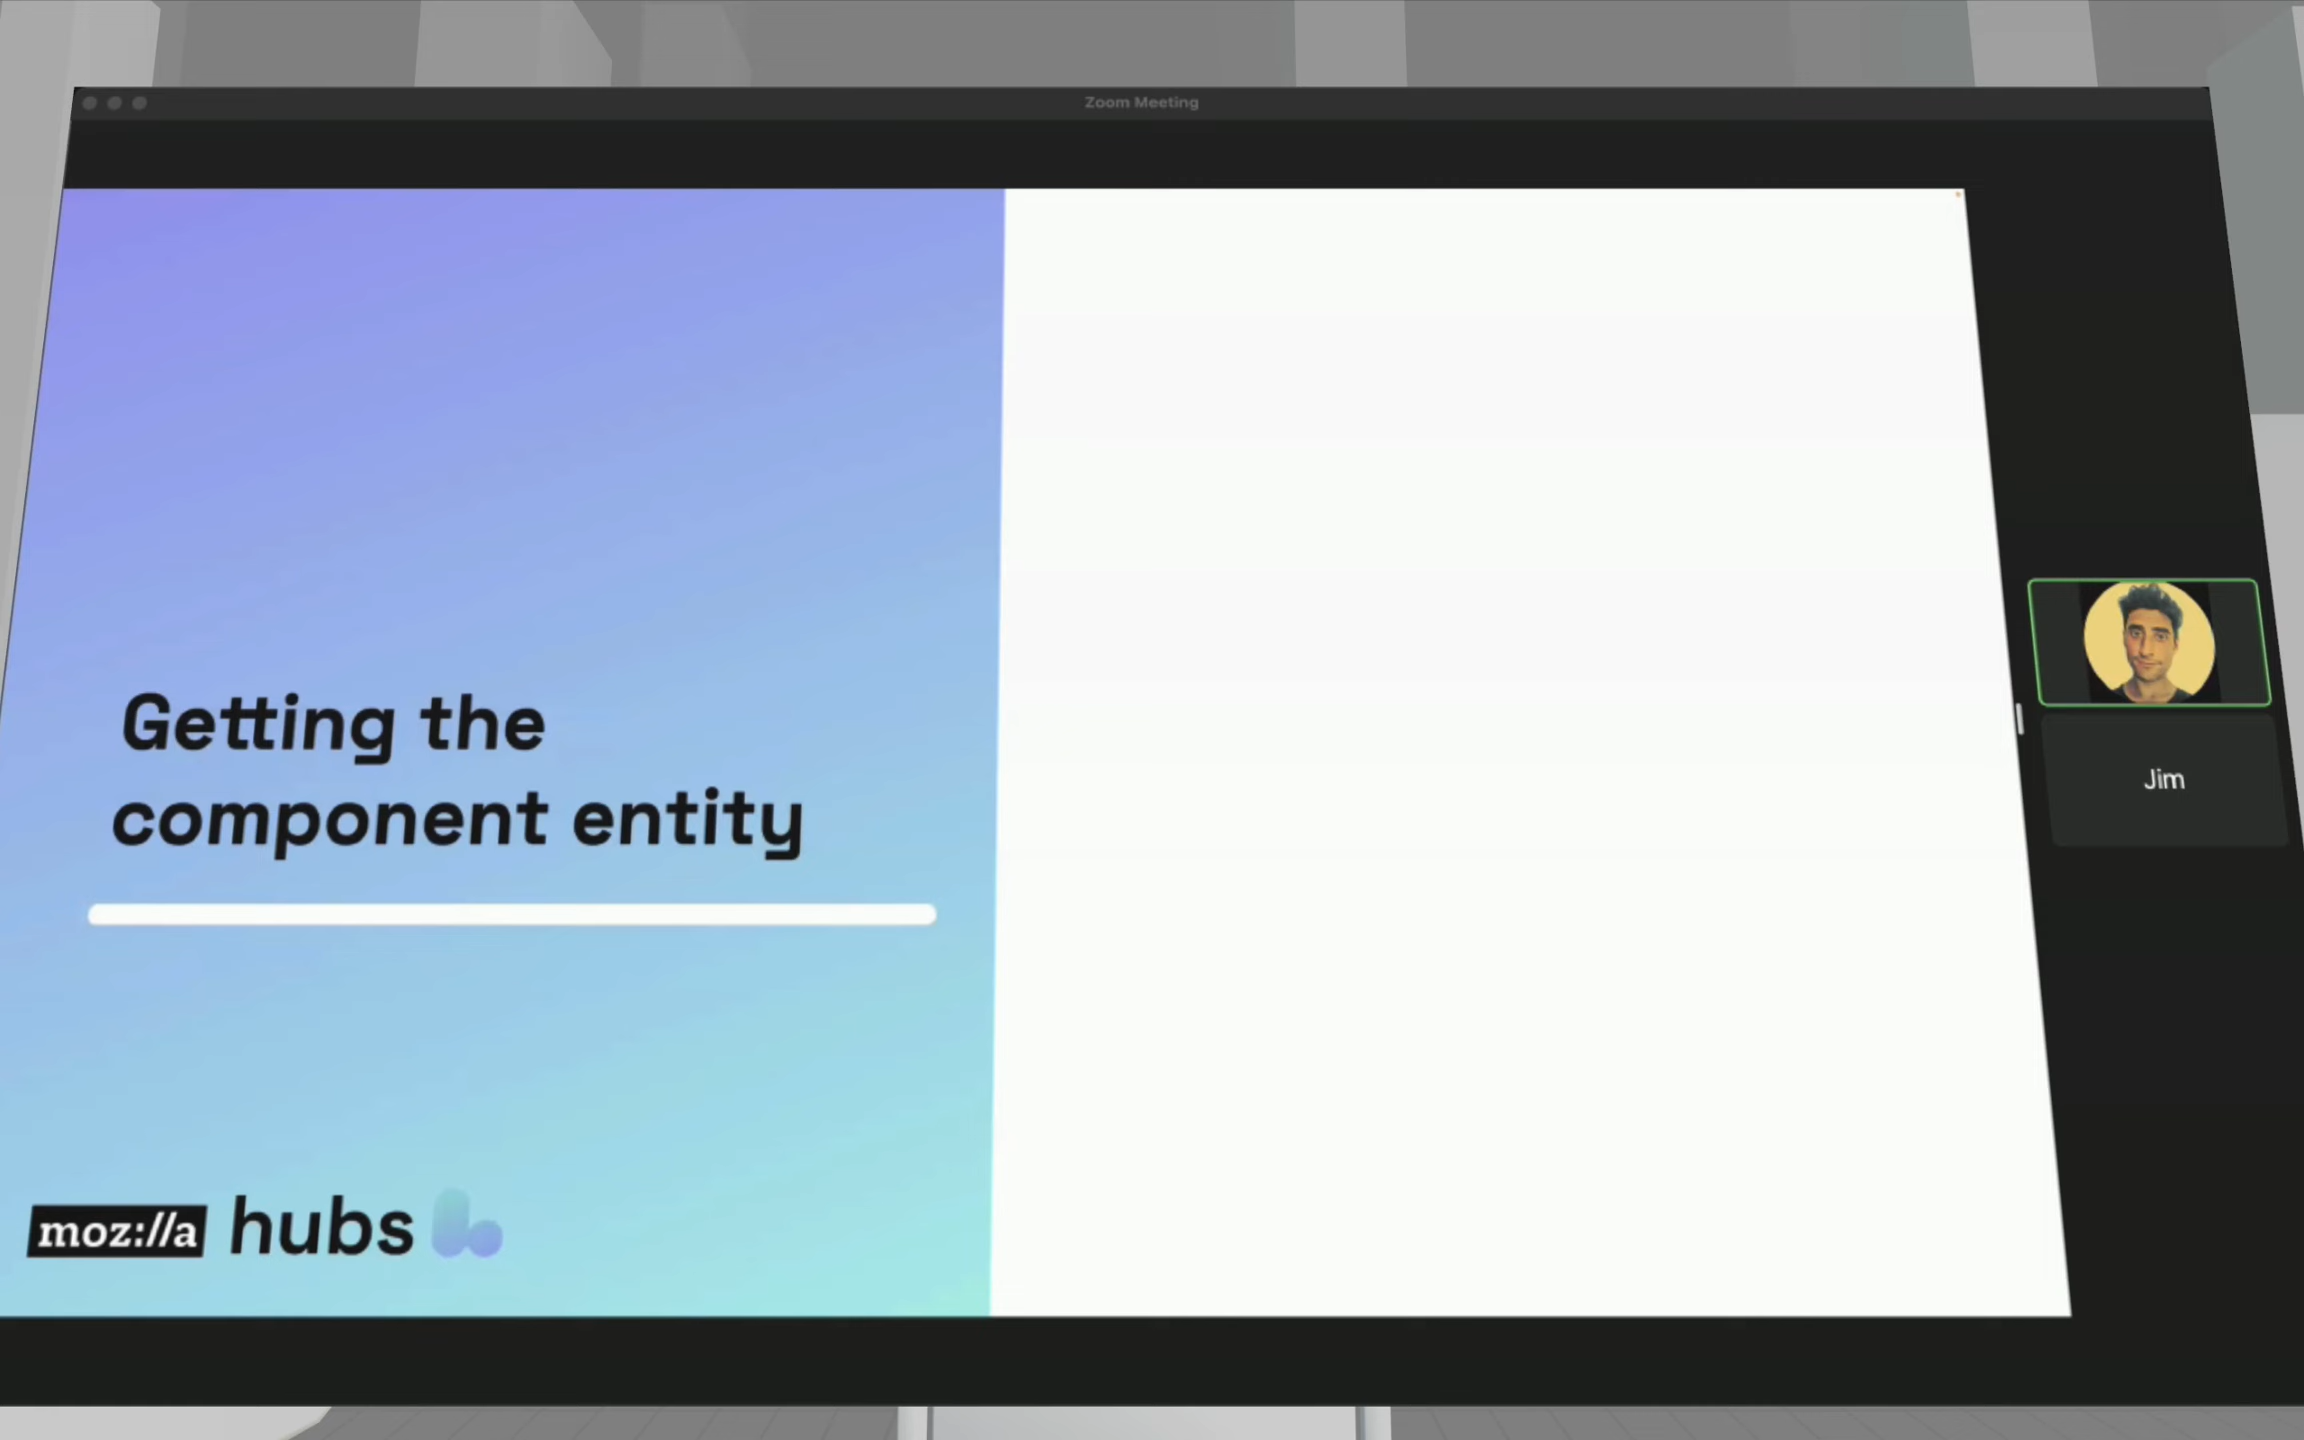 Zoom Meeting
Getting the
component entity
moz://a hubs
Jim